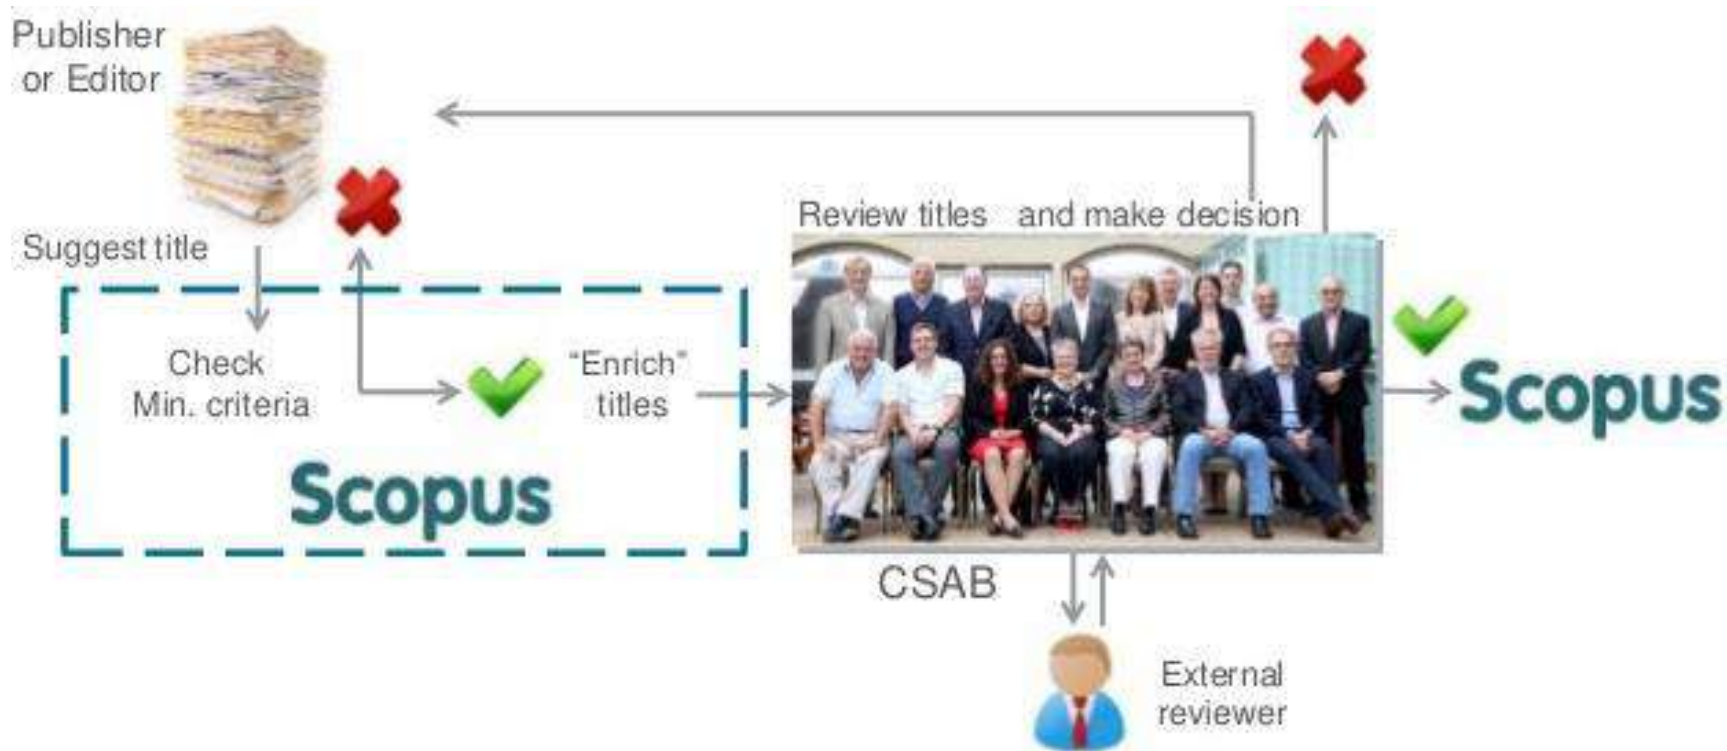 Publisher
or Editor
Suggest title
Check
Min. criteria
“Enrich”
titles
Scopus
Review titles and make decision
CSAB
External
reviewer
Scopus